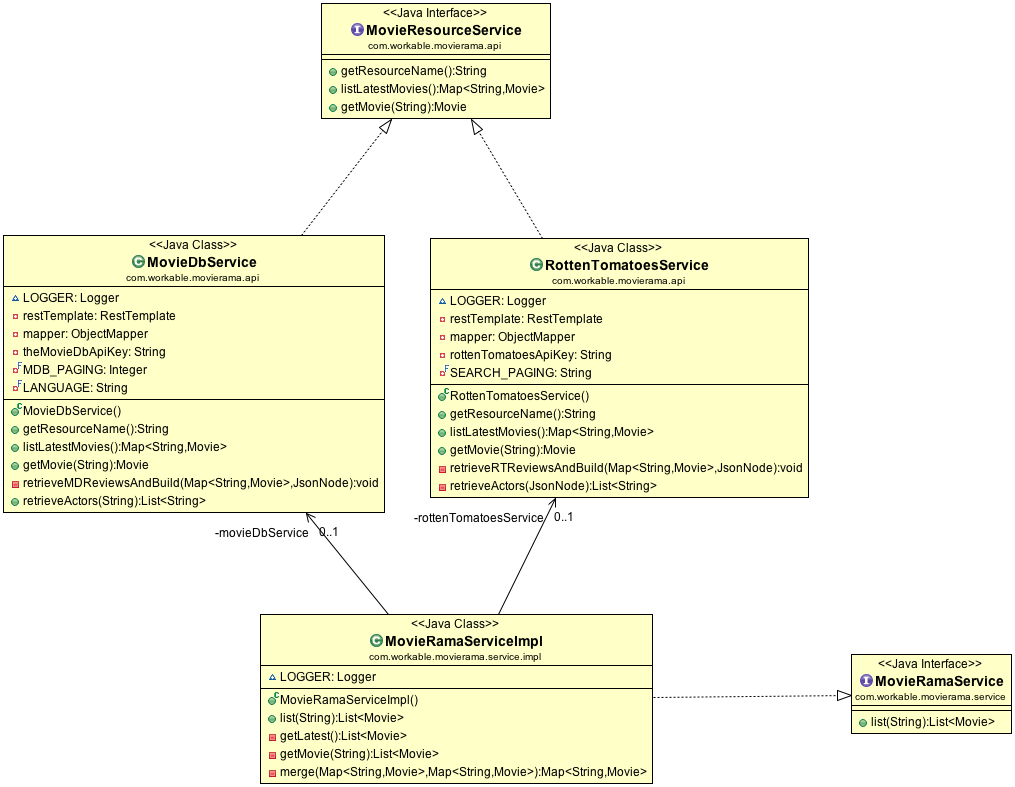 <<Java Interface>>
MovieResourceService
com.workable.movierama.api
getResourceName():String
listLatestMovies():Map<String,Movie>
getMovie(String):Movie
<<Java Class>>
MovieDbService
com.workable.movierama.api
LOGGER: Logger
restTemplate: RestTemplate
mapper: ObjectMapper
theMovieDbApiKey: String
MDB_PAGING: Integer
LANGUAGE: String
MovieDbService()
getResourceName():String
listLatestMovies():Map<String,Movie>
getMovie(String):Movie
retrieveMDReviewsAndBuild(Map<String,Movie>,JsonNode):void
retrieveActors(String):List<String>
<<Java Class>>
RottenTomatoesService
com.workable.movierama.api
LOGGER: Logger
restTemplate: RestTemplate
mapper: ObjectMapper
rottenTomatoesApiKey: String
SEARCH_PAGING: String
RottenTomatoesService()
getResourceName():String
listLatestMovies():Map<String,Movie>
getMovie(String):Movie
retrieveRTReviewsAndBuild(Map<String,Movie>,JsonNode):void
retrieveActors(JsonNode):List<String>
-movieDbService 0..1
-rottenTomatoesService 0..1
<<Java Class>>
MovieRamaServiceImpl
com.workable.movierama.service.impl
LOGGER: Logger
MovieRamaServiceImpl()
list(String):List<Movie>
getLatest():List<Movie>
getMovie(String):List<Movie>
merge(Map<String,Movie>,Map<String,Movie>):Map<String,Movie>
<<Java Interface>>
MovieRamaService
com.workable.movierama.service
list(String):List<Movie>